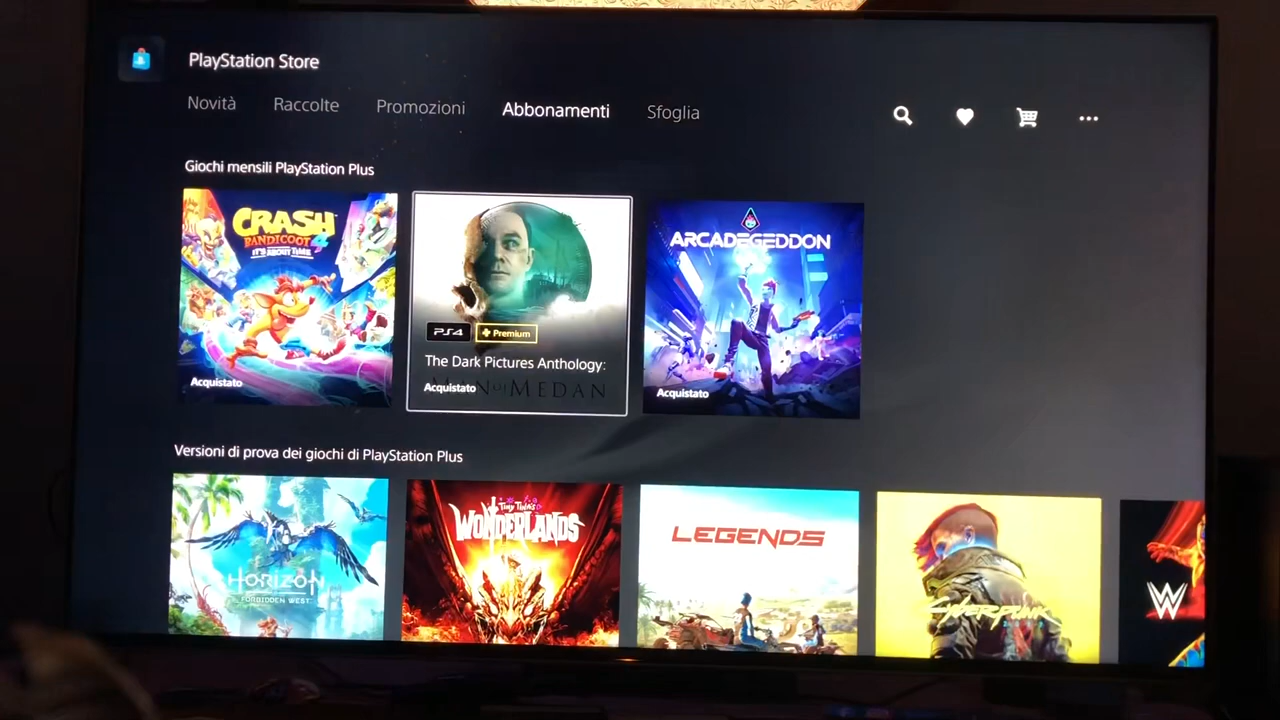 PlayStation Store
Novità Raccolte Promozioni Abbonamenti Sfoglia
Giochi mensili PlayStation Plus
CRASH
BANDICOOT 4
IT'S ABOUT TIME
Acquistato
PS4 Premium
The Dark Pictures Anthology:
Acquistato
OF MEDAN
ARCADEGEDDON
Acquistato
Versioni di prova dei giochi di PlayStation Plus
HORIZON
FORBIDDEN WEST
TINY TINA'S
WONDERLANDS
LEGENDS
CYBERPUNK
W